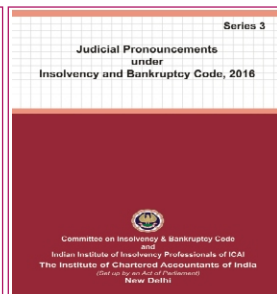 Series 3
Judicial Pronouncements
under
Insolvency and Bankruptcy Code, 2016
Committee on Insolvency & Bankruptcy Code
and
Indian Institute of Insolvency Professionals of ICAI
The Institute of Chartered Accountants of India
(Set up by an Act of Parliament)
New Delhi